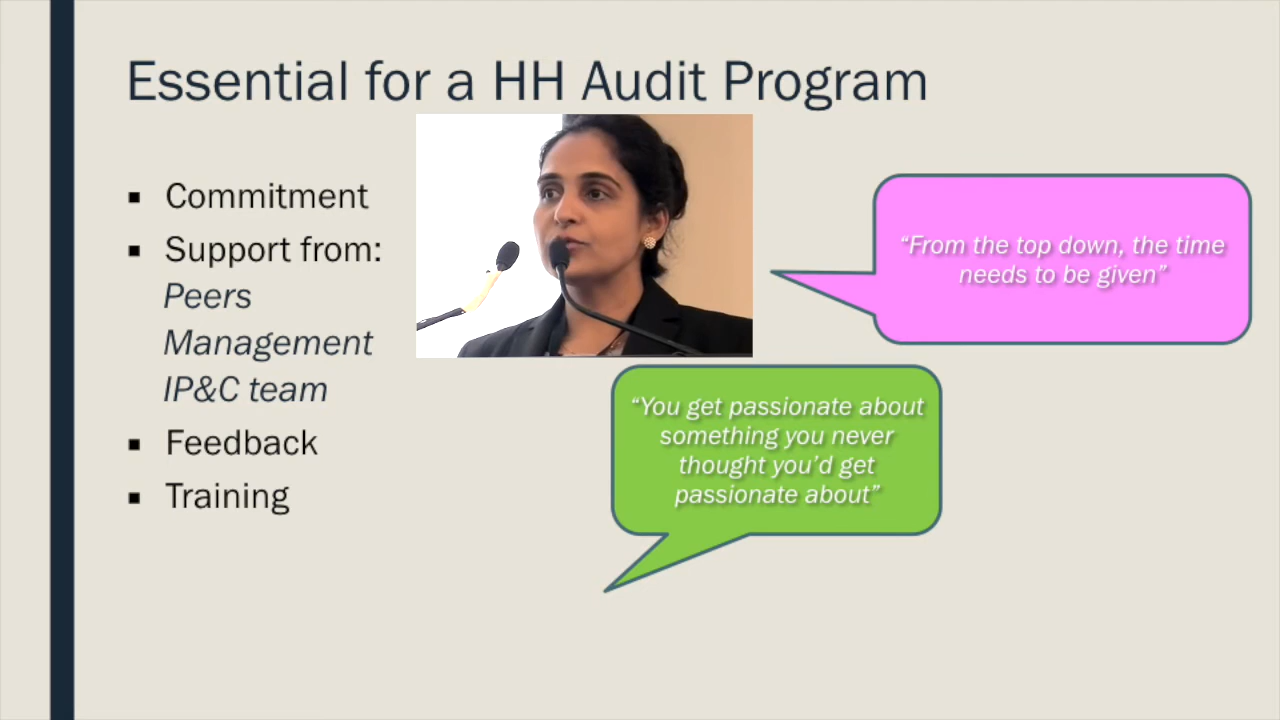 Essential for a HH Audit Program
Commitment
Support from:
Peers
Management
IP&C team
Feedback
Training
“From the top down, the time
needs to be given”
“You get passionate about
something you never
thought you’d get
passionate about”